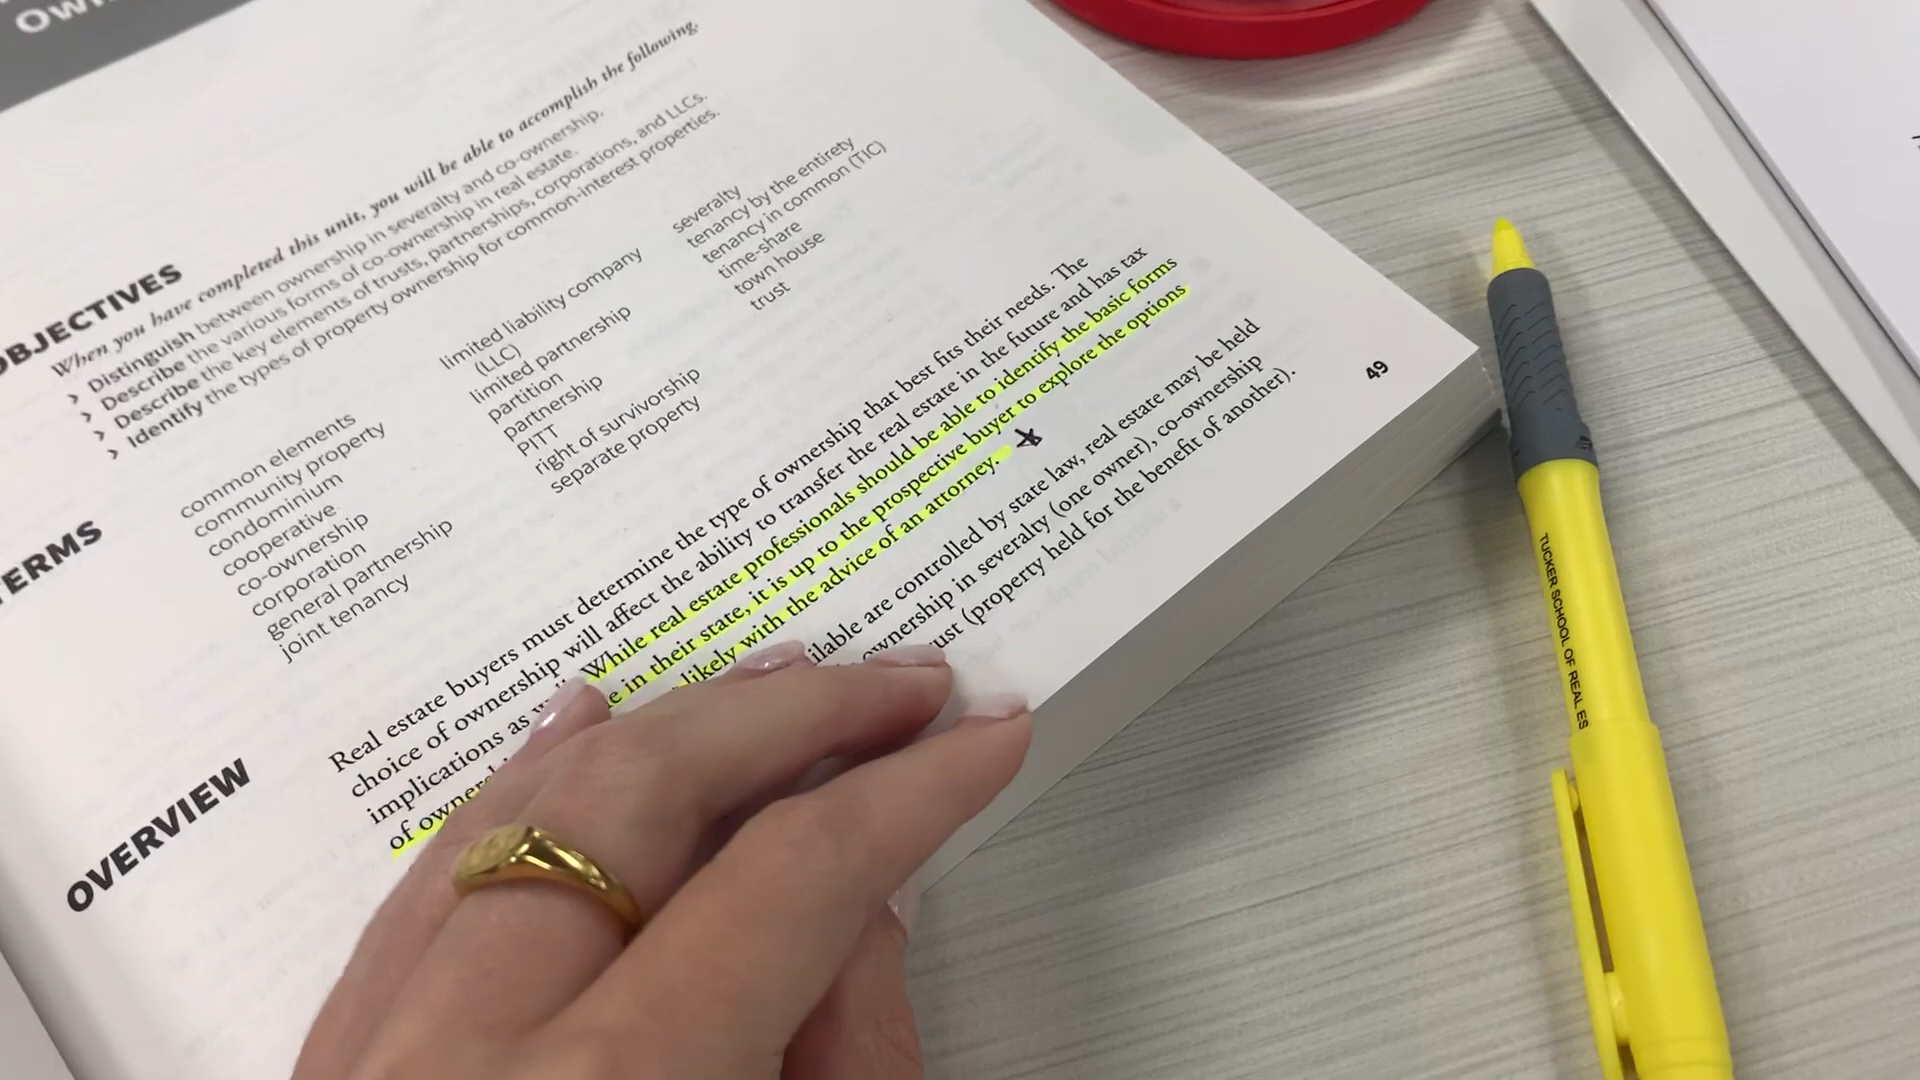 Own
OBJECTIVES
When you have completed this unit, you will be able to accomplish the following.
› Distinguish between ownership in severalty and co-ownership.
› Describe the various forms of co-ownership in real estate.
› Describe the key elements of trusts, partnerships, corporations, and LLCs.
› Identify the types of property ownership for common-interest properties.
TERMS
common elements
community property
condominium
cooperative
co-ownership
corporation
general partnership
joint tenancy
limited liability company
(LLC)
limited partnership
partition
partnership
PITT
right of survivorship
separate property
severalty
tenancy by the entirety
tenancy in common (TIC)
time-share
town house
trust
OVERVIEW
Real estate buyers must determine the type of ownership that best fits their needs. The
choice of ownership will affect the ability to transfer the real estate in the future and has tax
implications as While real estate professionals should be able to identify the basic forms
of in their state, it is up to the prospective buyer to explore the options
likely with the advice of an attorney.
are controlled by state law, real estate may be held
ownership in severalty (one owner), co-ownership
(property held for the benefit of another).
49
TUCKER SCHOOL OF REAL ES